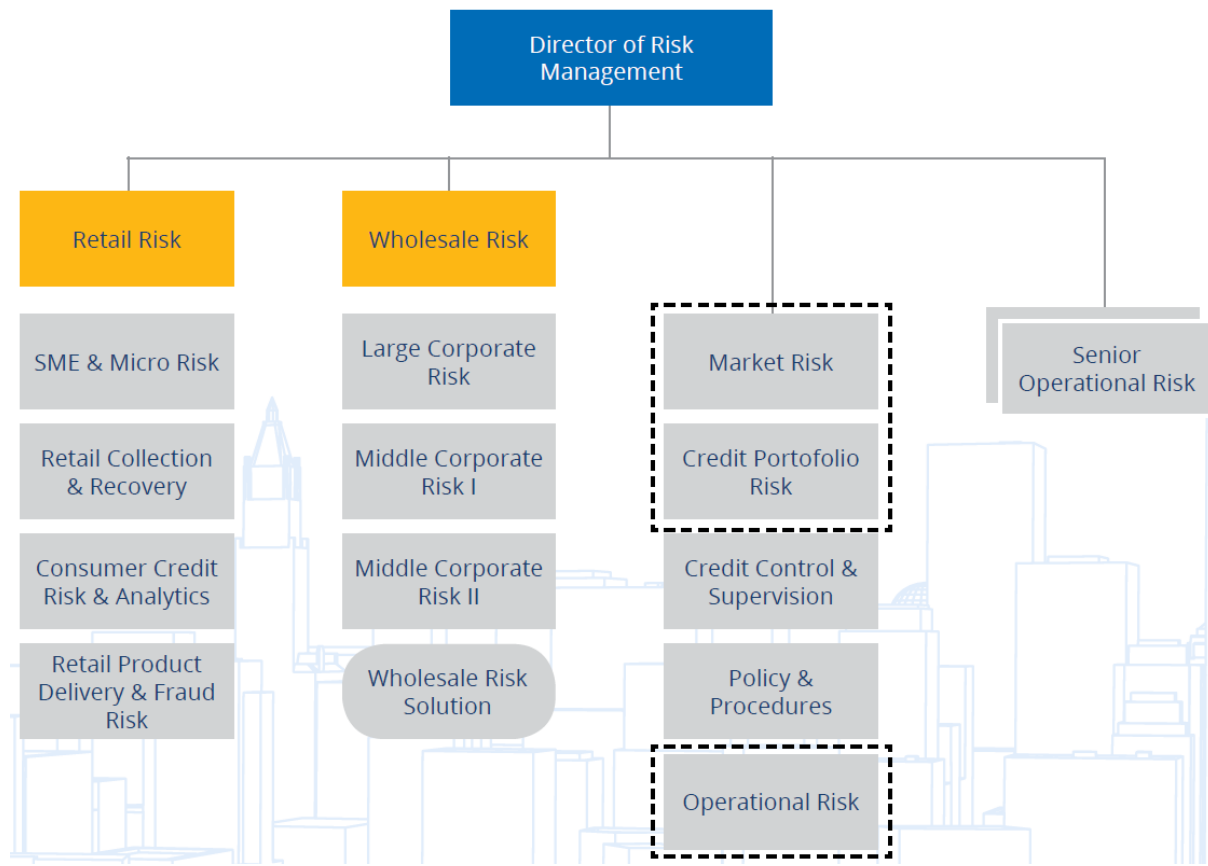 Director of Risk
Management
Retail Risk
Wholesale Risk
SME & Micro Risk
Large Corporate
Risk
Market Risk
Senior
Operational Risk
Retail Collection
& Recovery
Middle Corporate
Risk I
Credit Portofolio
Risk
Consumer Credit
Risk & Analytics
Middle Corporate
Risk II
Credit Control &
Supervision
Retail Product
Delivery & Fraud
Risk
Wholesale Risk
Solution
Policy &
Procedures
Operational Risk